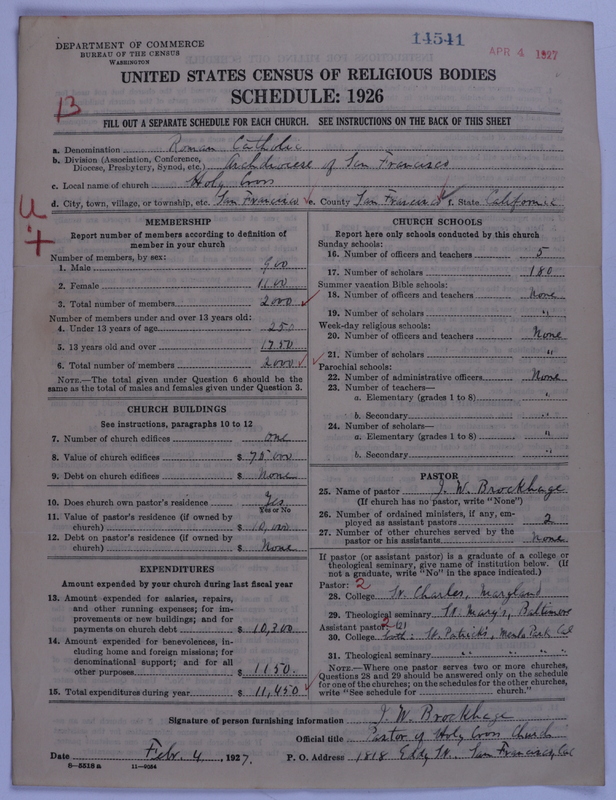 DEPARTMENT OF COMMERCE
BUREAU OF THE CENSUS
WASHINGTON
14541
APR 4 1927
UNITED STATES CENSUS OF RELIGIOUS BODIES
SCHEDULE: 1926
13
FILL OUT A SEPARATE SCHEDULE FOR EACH CHURCH. SEE INSTRUCTIONS ON THE BACK OF THIS SHEET
a. Denomination Roman Catholic
b. Division (Association, Conference, Diocese, Presbytery, Synod, etc.) Archdiocese of San Francisco
c. Local name of church Holy Cross
d. City, town, village, or township, etc. San Francisco e. County San Francisco f. State California
MEMBERSHIP
Report number of members according to definition of
member in your church
Number of members, by sex:
1. Male 900
2. Female 1100
3. Total number of members 2000
Number of members under and over 13 years old:
4. Under 13 years of age 250
5. 13 years old and over 1750
6. Total number of members 2000
NOTE.—The total given under Question 6 should be
same as the total of males and females given under Question 3.
CHURCH BUILDINGS
See instructions, paragraphs 10 to 12
7. Number of church edifices one
8. Value of church edifices $ 75000
9. Debt on church edifices $ None
10. Does church own pastor's residence Yes
Yes or No
11. Value of pastor's residence (if owned by
church) $ 10,000
12. Debt on pastor's residence (if owned by
church) $ None
EXPENDITURES
Amount expended by your church during last fiscal year
13. Amount expended for salaries, repairs,
and other running expenses; for im-
provements or new buildings; and for
payments on church debt $ 10,300
14. Amount expended for benevolences, in-
cluding home and foreign missions; for
denominational support; and for all
other purposes $ 1150.
15. Total expenditures during year $ 11,450
CHURCH SCHOOLS
Report here only schools conducted by this church
Sunday schools:
16. Number of officers and teachers 5
17. Number of scholars 180
Summer vacation Bible schools:
18. Number of officers and teachers None
19. Number of scholars "
Week-day religious schools:
20. Number of officers and teachers None
21. Number of scholars "
Parochial schools:
22. Number of administrative officers None
23. Number of teachers—
a. Elementary (grades 1 to 8) "
b. Secondary "
24. Number of scholars—
a. Elementary (grades 1 to 8) "
b. Secondary "
PASTOR
25. Name of pastor J. W. Brockhage
(If church has no pastor, write "None")
26. Number of ordained ministers, if any, em-
ployed as assistant pastors 2
27. Number of other churches served by the
pastor or his assistants None
If pastor (or assistant pastor) is a graduate of a college or
theological seminary, give name of institution below. (If
not a graduate, write "No" in the space indicated.)
Pastor: 2
28. College St. Charles, Maryland
29. Theological seminary St. Mary's, Baltimore
Assistant pastor: (2)
30. College both: St. Patrick's, Menlo Park Cal
31. Theological seminary " " "
NOTE.—Where one pastor serves two or more churches,
Questions 28 and 29 should be answered only on the schedule
for one of the churches; on the schedules for the other churches,
write "See schedule for church."
Signature of person furnishing information J. W. Brockhage
Official title Pastor of Holy Cross Church
Date Febr. 4, 1927. P. O. Address 1818 Eddy St. San Francisco, Cal
6-5518a 11-9054